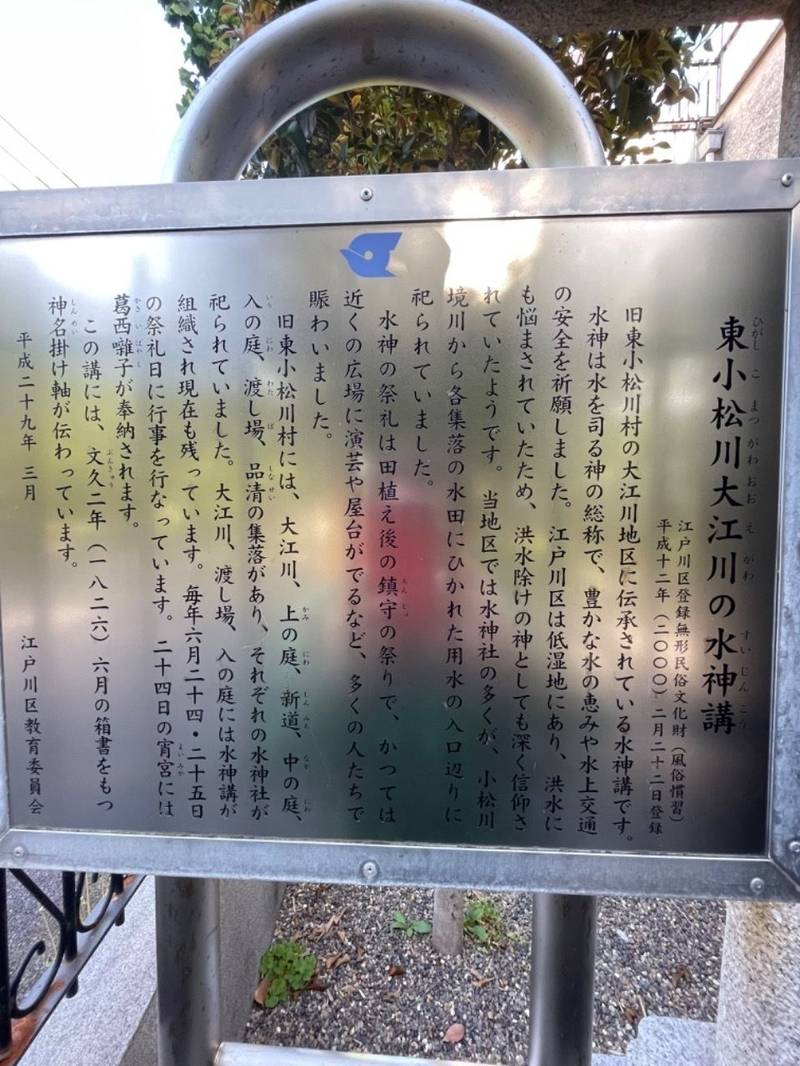 東小松川大江川の水神講
江戸川区登録無形民俗文化財（風俗慣習）
平成十二年（二〇〇〇）二月二十二日登録
旧東小松川村の大江川地区に伝承されている水神講です。
水神は水を司る神の総称で、豊かな水の恵みや水上交通
の安全を祈願しました。江戸川区は低湿地にあり、洪水に
も悩まされていたため、洪水除けの神としても深く信仰さ
れていたようです。当地区では水神社の多くが、小松川
境川から各集落の水田にひかれた用水の入口辺りに
祀られていました。
水神の祭礼は田植え後の鎮守の祭りで、かつては
近くの広場に演芸や屋台がでるなど、多くの人たちで
賑わいました。
旧東小松川村には、大江川、上の庭、新道、中の庭、
入の庭、渡し場、品清の集落があり、それぞれの水神社が
祀られていました。大江川、渡し場、入の庭には水神講が
組織され現在も残っています。毎年六月二十四・二十五日
の祭礼日に行事を行なっています。二十四日の宵宮には
葛西囃子が奉納されます。
この講には、文久二年（一八二六）六月の箱書をもつ
神名掛け軸が伝わっています。
平成二十九年 三月
江戸川区教育委員会